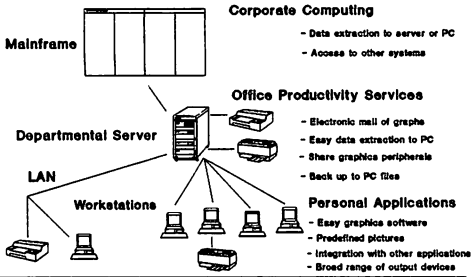 Corporate Computing
Mainframe
- Data extraction to server or PC
- Access to other systems
Office Productivity Services
Departmental Server
- Electronic mail of graphs
- Easy data extraction to PC
- Share graphics peripherals
- Back up to PC files
LAN
Workstations
Personal Applications
- Easy graphics software
- Predefined pictures
- Integration with other applications
- Broad range of output devices